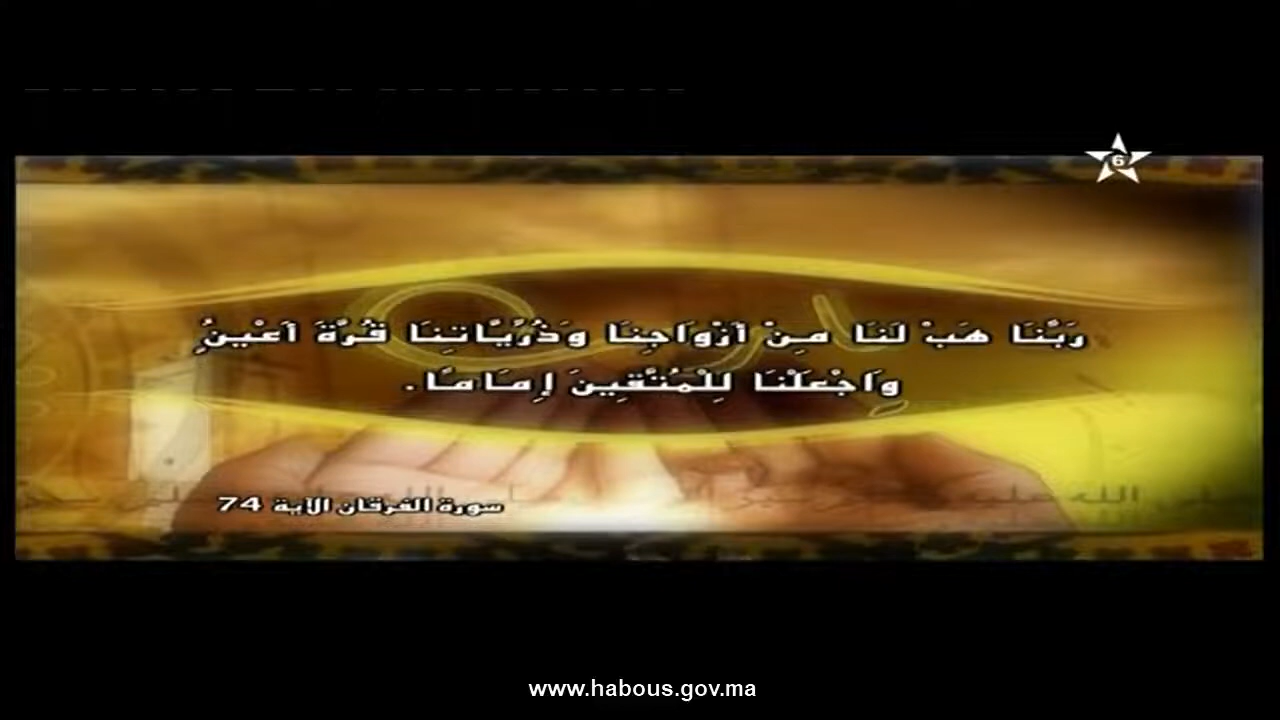 6
رَبَّنَا هَبْ لَنَا مِنْ أَزْوَاجِنَا وَذُرِّيَّاتِنَا قُرَّةَ أَعْيُنٍ
وَاجْعَلْنَا لِلْمُتَّقِينَ إِمَامًا.
سورة الفرقان الآية 74
www.habous.gov.ma